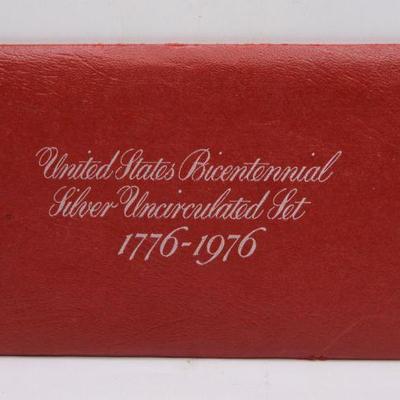 United States Bicentennial
Silver Uncirculated Set
1776-1976